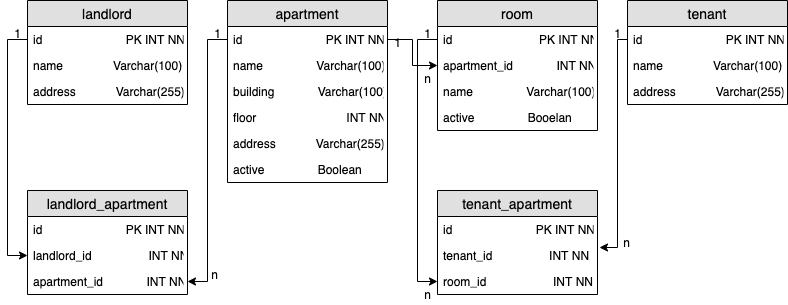 landlord
1
id PK INT NN
name Varchar(100)
address Varchar(255)
apartment
1
id PK INT NN
1
name Varchar(100)
building Varchar(100)
floor INT NN
address Varchar(255)
active Boolean
room
1
id PK INT NN
apartment_id INT NN
n
name Varchar(100)
active Booelan
tenant
1
id PK INT NN
name Varchar(100)
address Varchar(255)
landlord_apartment
id PK INT NN
landlord_id INT NN
apartment_id INT NN
n
tenant_apartment
id PK INT NN
tenant_id INT NN
n
room_id INT NN
n